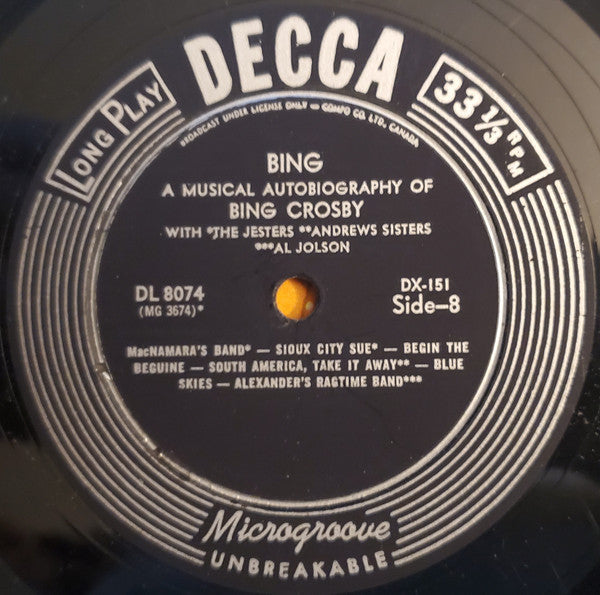 DECCA
LONG PLAY
33 1/3 RPM
BROADCAST UNDER LICENSE ONLY — COMPO CO. LTD. CANADA
BING
A MUSICAL AUTOBIOGRAPHY OF
BING CROSBY
WITH *THE JESTERS **ANDREWS SISTERS
***AL JOLSON
DL 8074
(MG 3674)*
DX-151
Side-8
MacNAMARA'S BAND* — SIOUX CITY SUE* — BEGIN THE
BEGUINE — SOUTH AMERICA, TAKE IT AWAY** — BLUE
SKIES — ALEXANDER'S RAGTIME BAND***
Microgroove
UNBREAKABLE